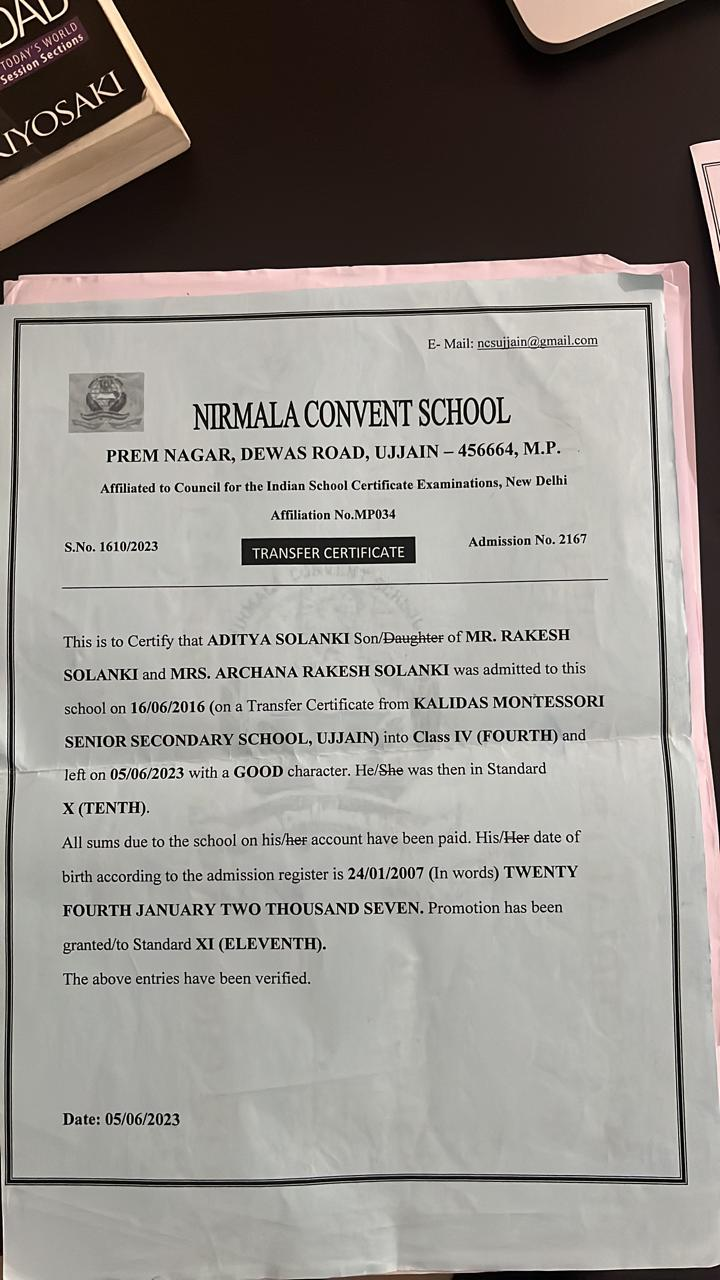 DAD
TODAY'S WORLD
Session Sections
IYOSAKI
E- Mail: ncsujjain@gmail.com
NIRMALA CONVENT SCHOOL
PREM NAGAR, DEWAS ROAD, UJJAIN – 456664, M.P.
Affiliated to Council for the Indian School Certificate Examinations, New Delhi
Affiliation No.MP034
S.No. 1610/2023 TRANSFER CERTIFICATE Admission No. 2167
This is to Certify that ADITYA SOLANKI Son/Daughter of MR. RAKESH
SOLANKI and MRS. ARCHANA RAKESH SOLANKI was admitted to this
school on 16/06/2016 (on a Transfer Certificate from KALIDAS MONTESSORI
SENIOR SECONDARY SCHOOL, UJJAIN) into Class IV (FOURTH) and
left on 05/06/2023 with a GOOD character. He/She was then in Standard
X (TENTH).
All sums due to the school on his/her account have been paid. His/Her date of
birth according to the admission register is 24/01/2007 (In words) TWENTY
FOURTH JANUARY TWO THOUSAND SEVEN. Promotion has been
granted/to Standard XI (ELEVENTH).
The above entries have been verified.
Date: 05/06/2023